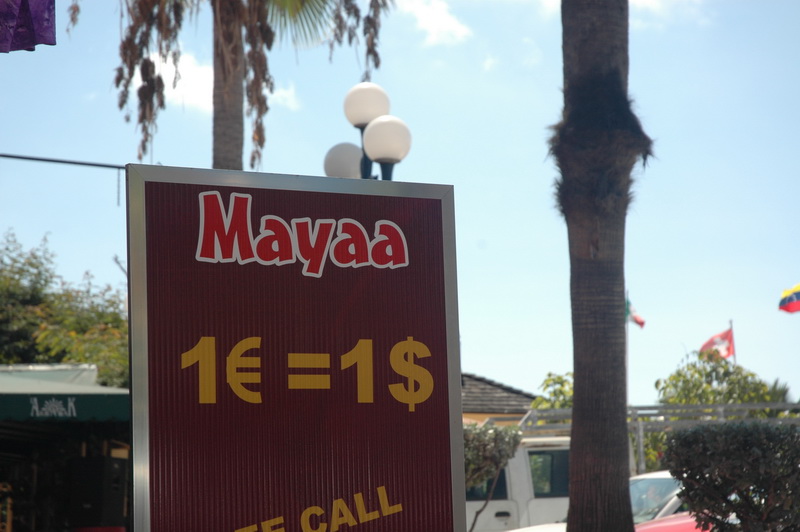 Mayaa
1€ = 1$
CALL
A K